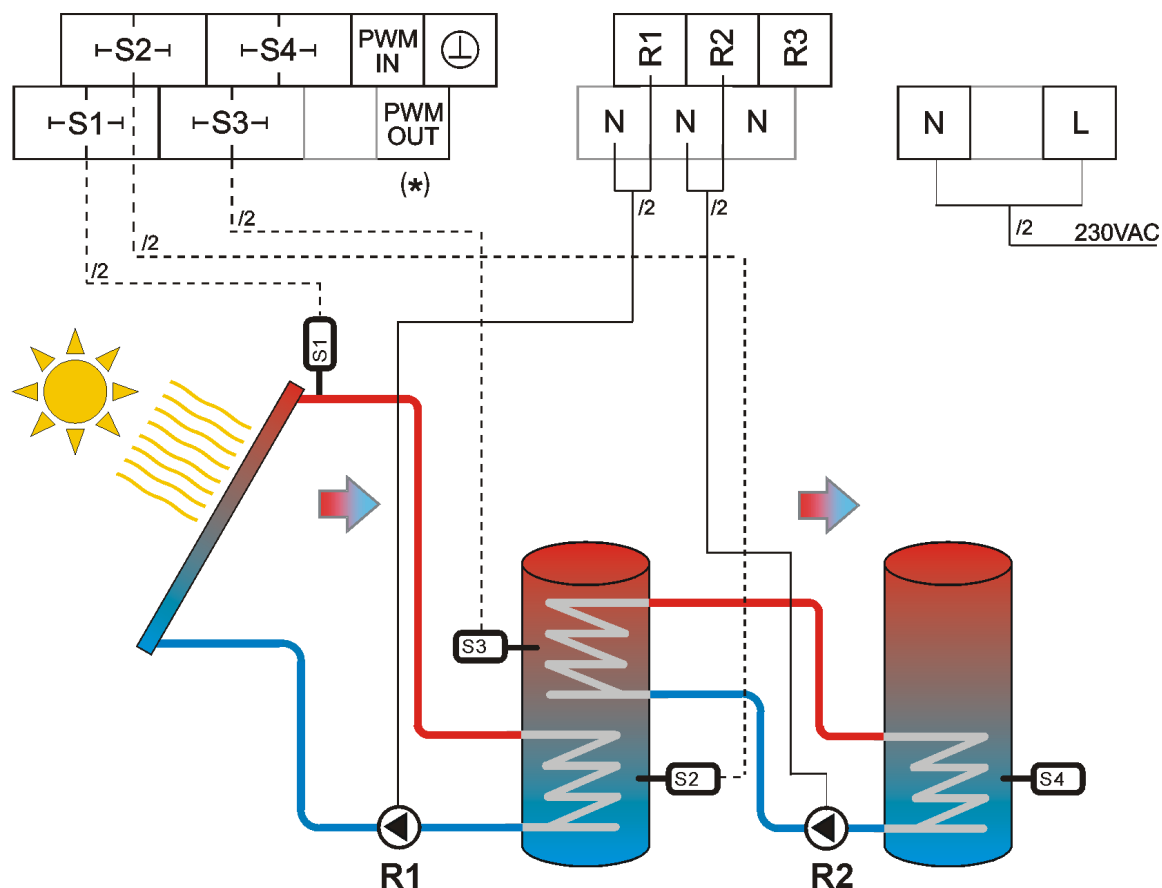 S2 S4 PWM IN R1 R2 R3
S1 S3 PWM OUT N N N N L
(*)
/2 /2
/2 /2 /2 /2 230VAC
/2
S1
S3
S2 S4
R1 R2